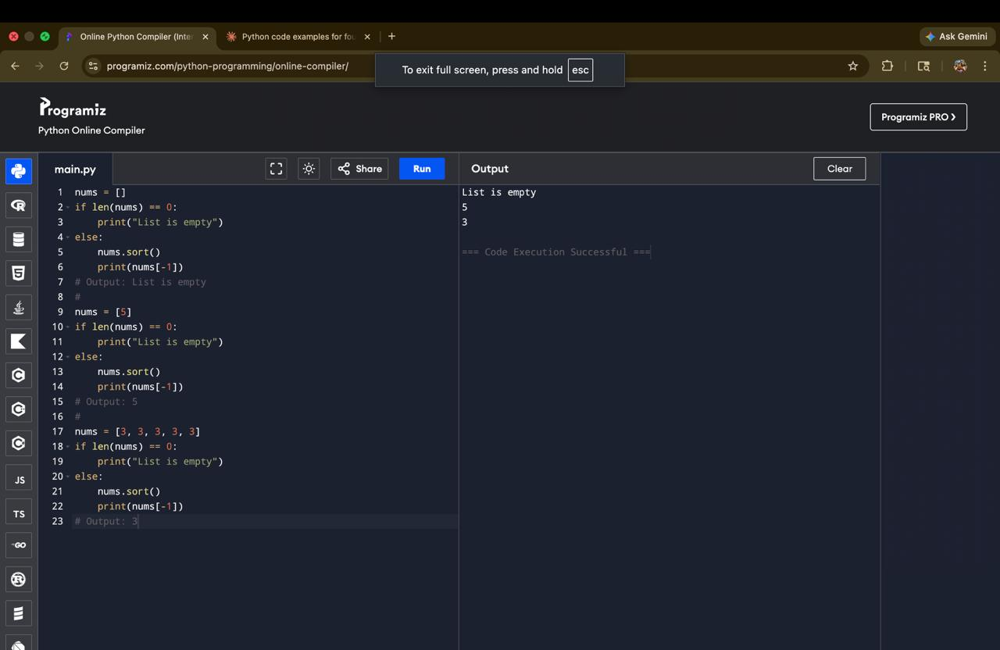 Online Python Compiler (Inter
Python code examples for fou
Ask Gemini
programiz.com/python-programming/online-compiler/
To exit full screen, press and hold esc
Programiz
Python Online Compiler
Programiz PRO
main.py
Share
Run
Output
Clear
1 nums = []
2 if len(nums) == 0:
3     print("List is empty")
4 else:
5     nums.sort()
6     print(nums[-1])
7 # Output: List is empty
8 #
9 nums = [5]
10 if len(nums) == 0:
11     print("List is empty")
12 else:
13     nums.sort()
14     print(nums[-1])
15 # Output: 5
16 #
17 nums = [3, 3, 3, 3, 3]
18 if len(nums) == 0:
19     print("List is empty")
20 else:
21     nums.sort()
22     print(nums[-1])
23 # Output: 3
List is empty
5
3
=== Code Execution Successful ===
R
5
C
C
C
JS
TS
GO
R